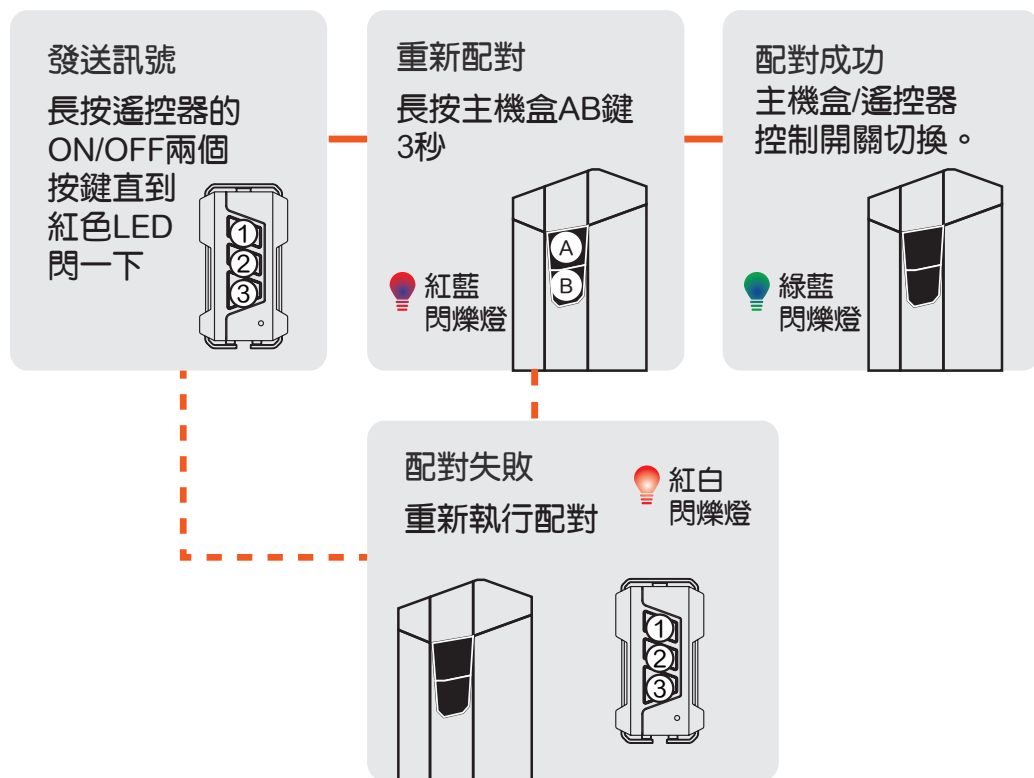 發送訊號
長按遙控器的
ON/OFF兩個
按鍵直到
紅色LED
閃一下
1
2
3
重新配對
長按主機盒AB鍵
3秒
A
B
紅藍
閃爍燈
配對成功
主機盒/遙控器
控制開關切換。
綠藍
閃爍燈
配對失敗
重新執行配對
紅白
閃爍燈
1
2
3